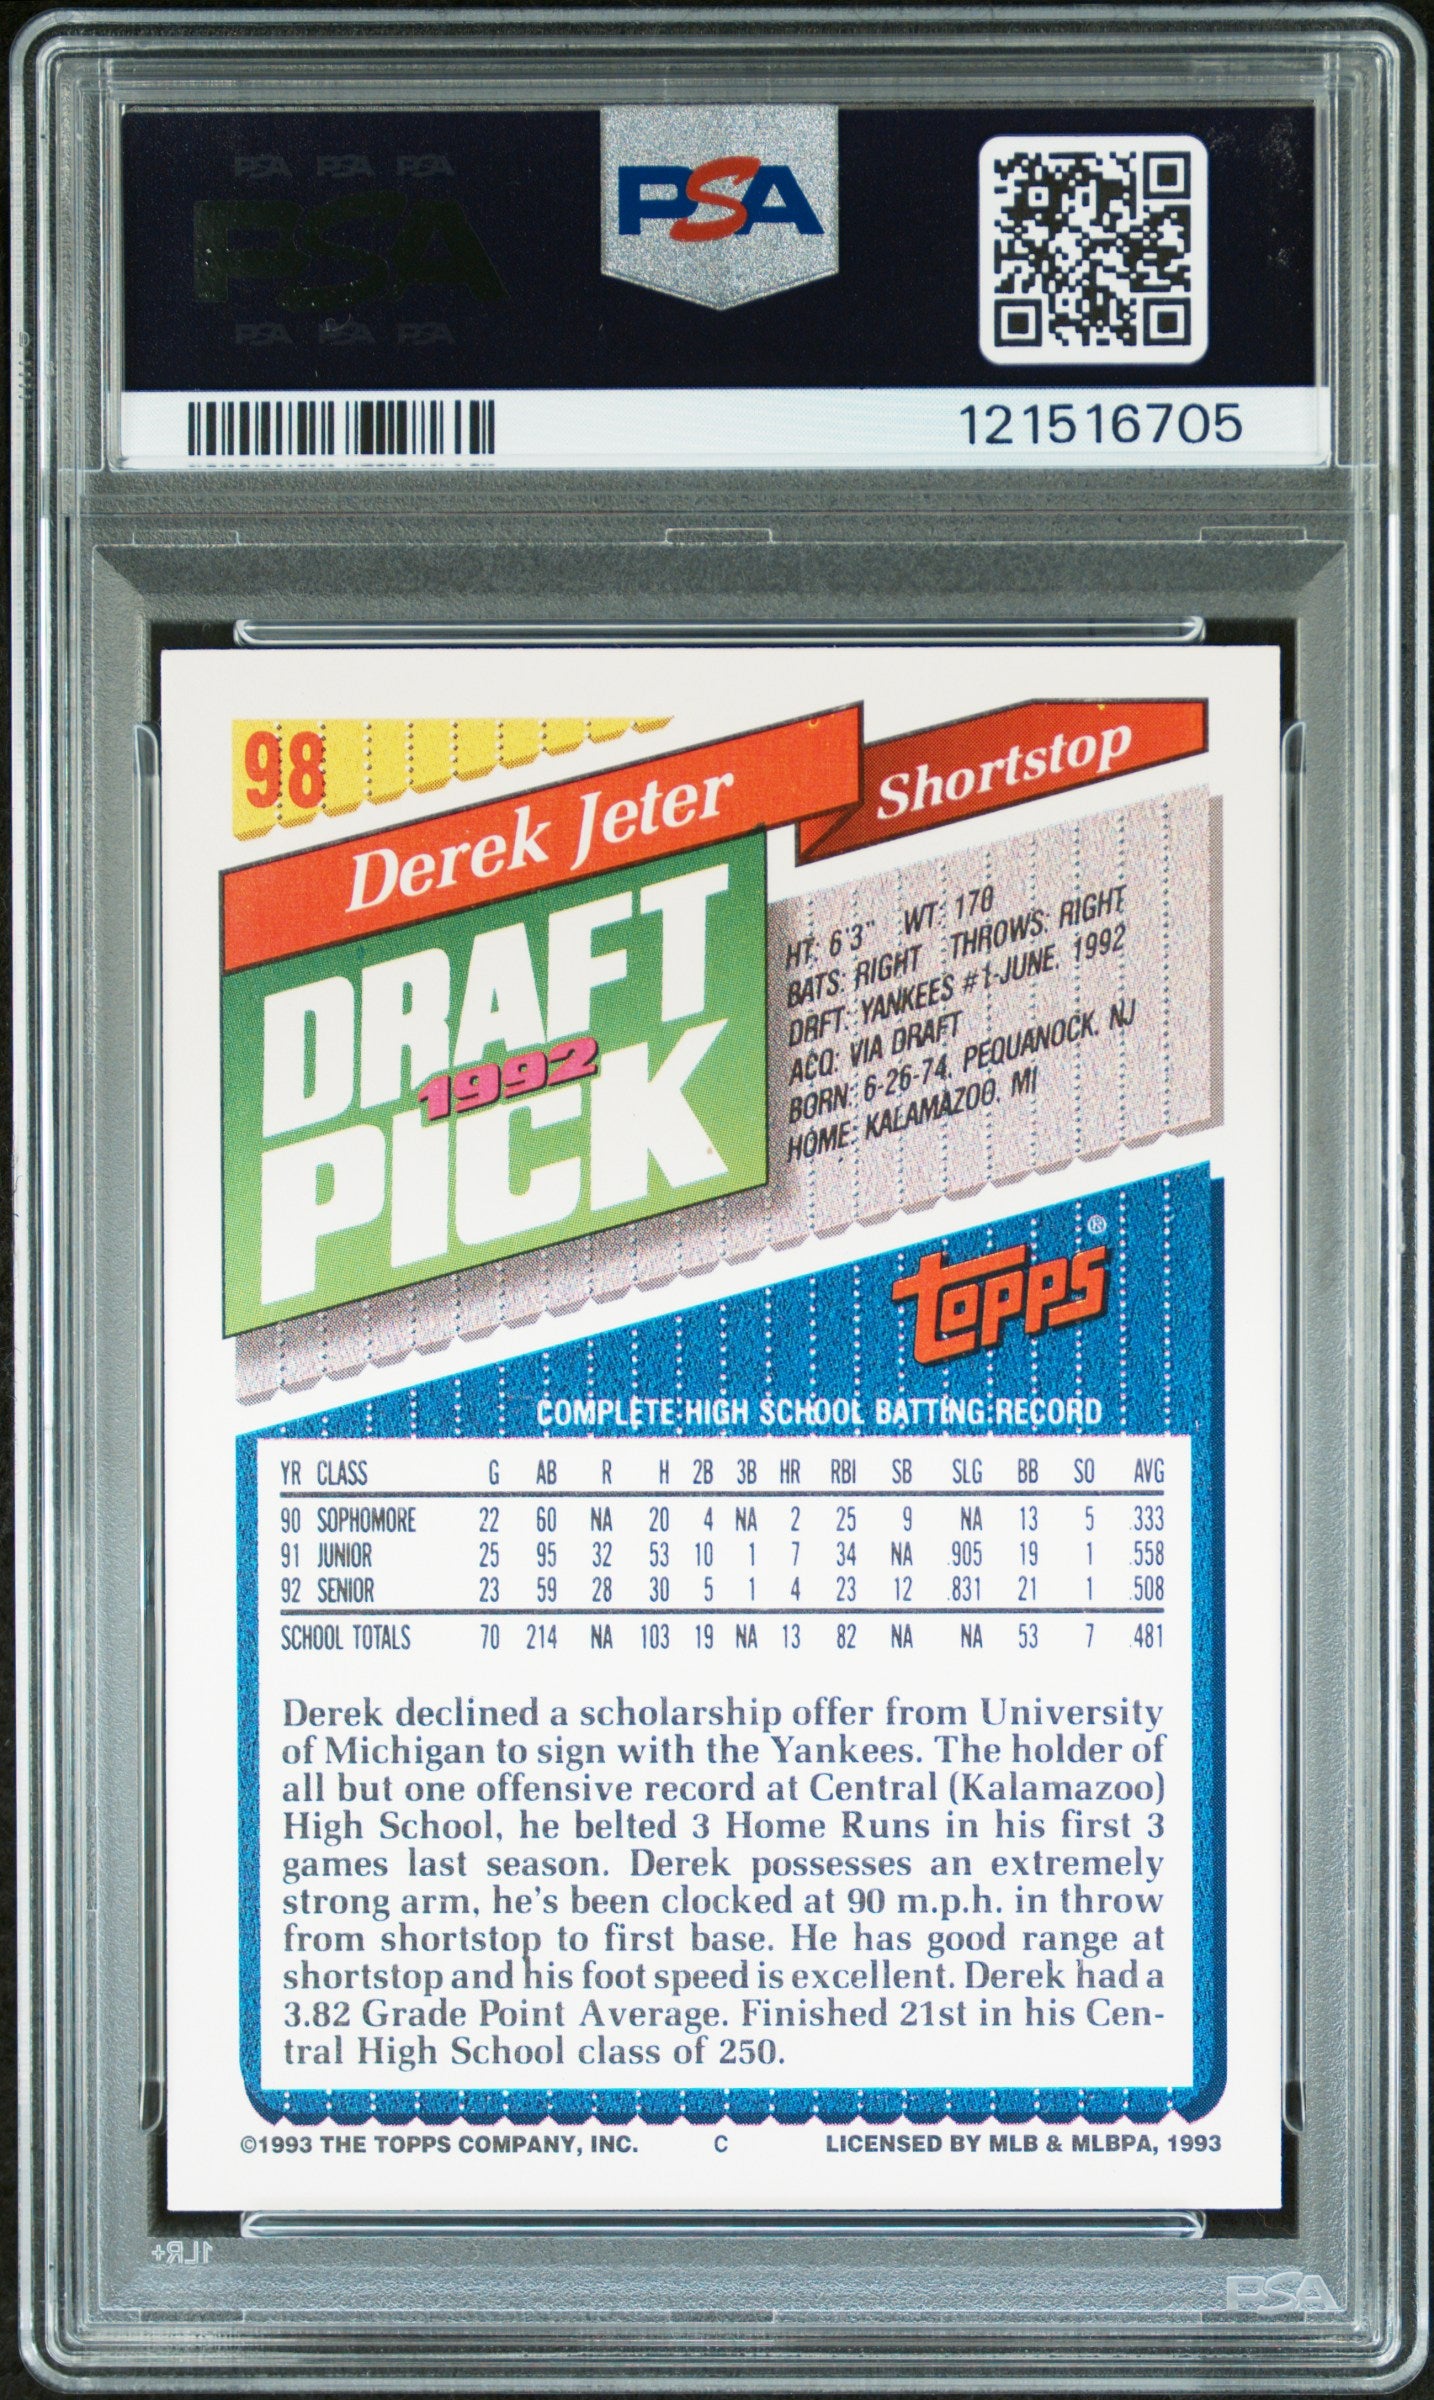 PSA PSA PSA
PSA
PSA PSA PSA
PSA
121516705
98
Derek Jeter
Shortstop
DRAFT
1992
PICK
HT: 6'3" WT: 170
BATS: RIGHT THROWS: RIGHT
DRFT: YANKEES #1-JUNE, 1992
ACQ: VIA DRAFT
BORN: 6-26-74, PEQUANOCK, NJ
HOME: KALAMAZOO, MI
TOPPS®
COMPLETE HIGH SCHOOL BATTING RECORD
YR CLASS G AB R H 2B 3B HR RBI SB SLG BB SO AVG
90 SOPHOMORE 22 60 NA 20 4 NA 2 25 9 NA 13 5 .333
91 JUNIOR 25 95 32 53 10 1 7 34 NA .905 19 1 .558
92 SENIOR 23 59 28 30 5 1 4 23 12 .831 21 1 .508
SCHOOL TOTALS 70 214 NA 103 19 NA 13 82 NA NA 53 7 .481
Derek declined a scholarship offer from University
of Michigan to sign with the Yankees. The holder of
all but one offensive record at Central (Kalamazoo)
High School, he belted 3 Home Runs in his first 3
games last season. Derek possesses an extremely
strong arm, he's been clocked at 90 m.p.h. in throw
from shortstop to first base. He has good range at
shortstop and his foot speed is excellent. Derek had a
3.82 Grade Point Average. Finished 21st in his Cen-
tral High School class of 250.
©1993 THE TOPPS COMPANY, INC. C LICENSED BY MLB & MLBPA, 1993
1LR+
PSA